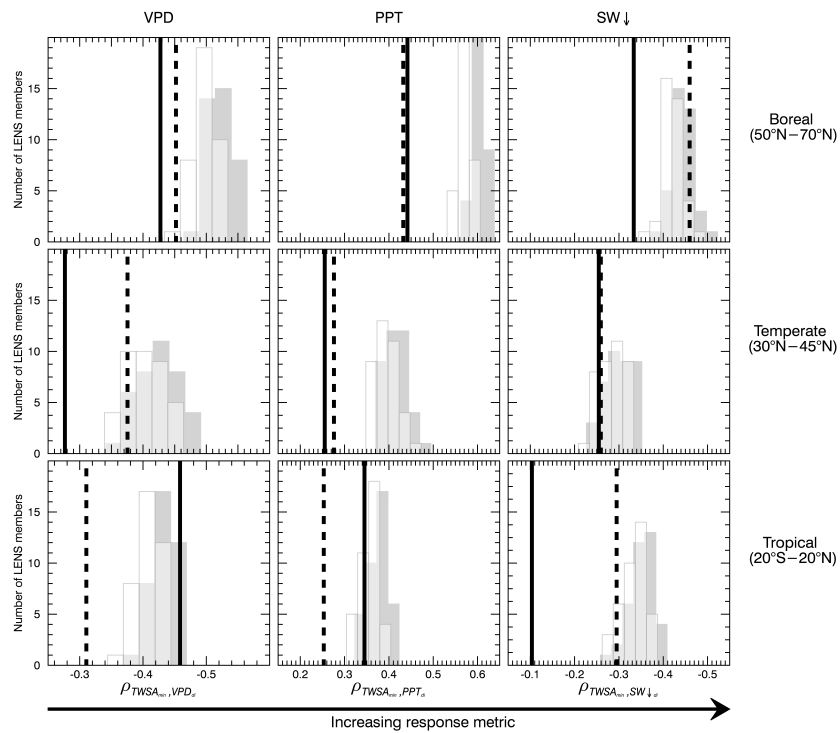 VPD PPT SW↓
Number of LENS members
15
10
5
0
Boreal
(50°N−70°N)
Number of LENS members
15
10
5
0
Temperate
(30°N−45°N)
Number of LENS members
15
10
5
0
Tropical
(20°S−20°N)
-0.3 -0.4 -0.5 0.2 0.3 0.4 0.5 0.6 -0.1 -0.2 -0.3 -0.4 -0.5
ρTWSAmin,VPDdi ρTWSAmin,PPTdi ρTWSAmin,SW↓di
Increasing response metric